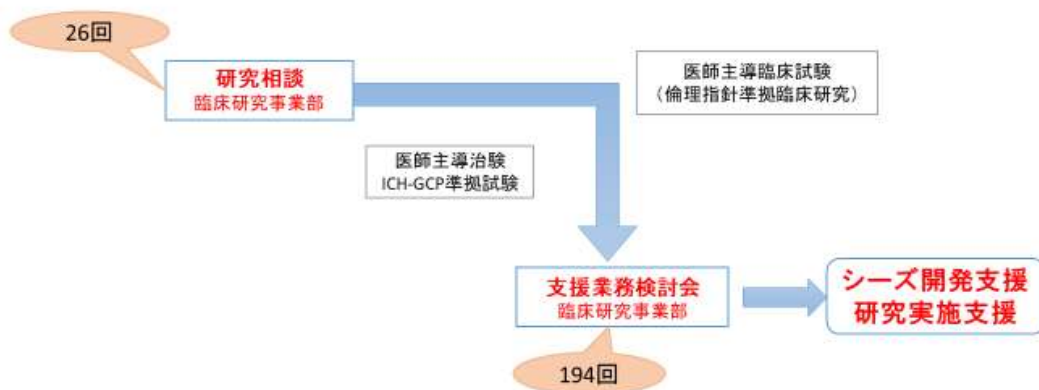 26回
研究相談
臨床研究事業部
医師主導臨床試験
（倫理指針準拠臨床研究）
医師主導治験
ICH-GCP準拠試験
支援業務検討会
臨床研究事業部
シーズ開発支援
研究実施支援
194回